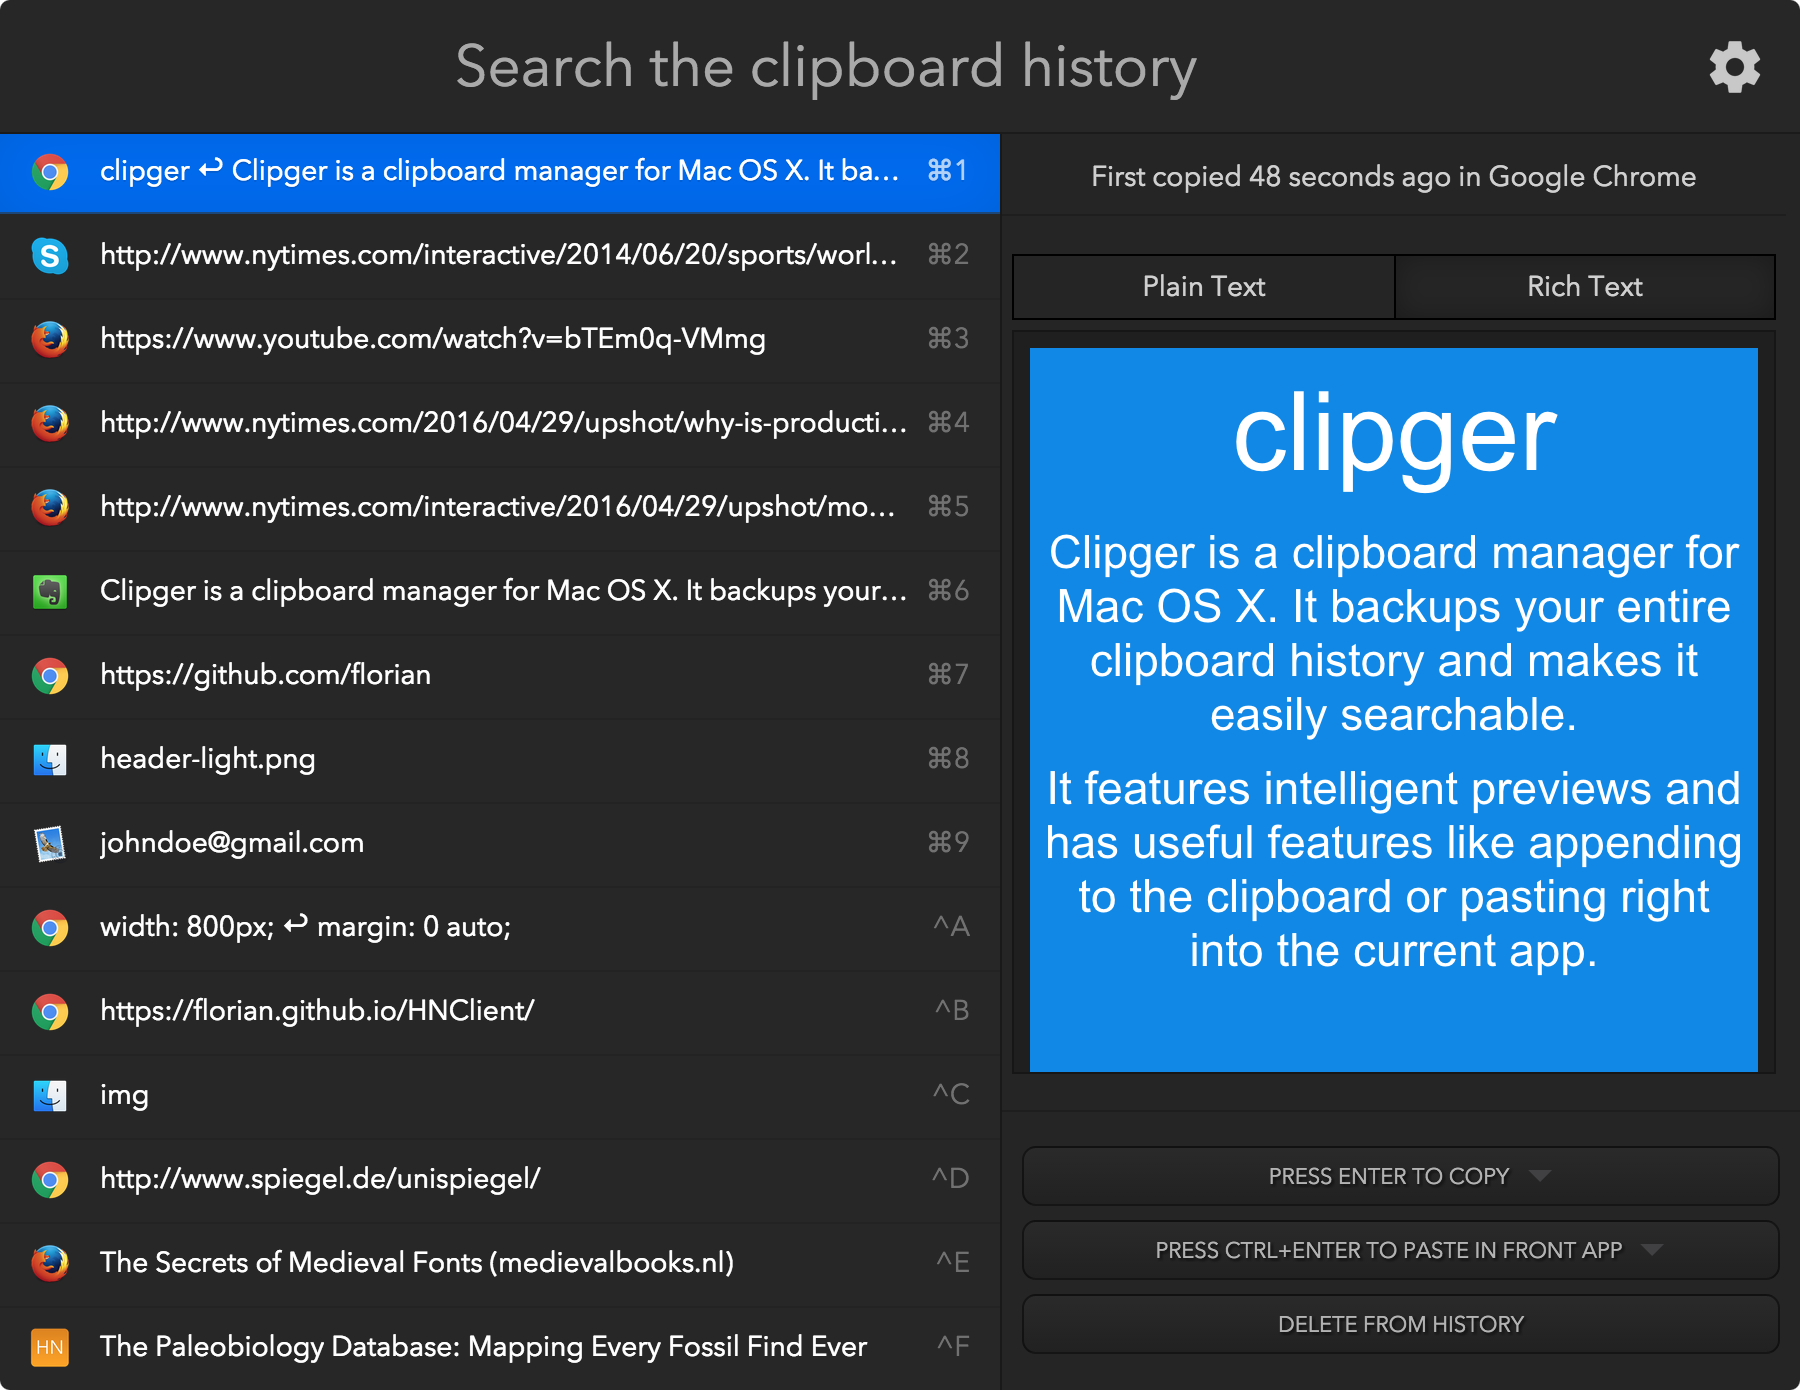 Search the clipboard history
clipger ↩ Clipger is a clipboard manager for Mac OS X. It ba... ⌘1
http://www.nytimes.com/interactive/2014/06/20/sports/worl... ⌘2
https://www.youtube.com/watch?v=bTEm0q-VMmg ⌘3
http://www.nytimes.com/2016/04/29/upshot/why-is-producti... ⌘4
http://www.nytimes.com/interactive/2016/04/29/upshot/mo... ⌘5
Clipger is a clipboard manager for Mac OS X. It backups your... ⌘6
https://github.com/florian ⌘7
header-light.png ⌘8
johndoe@gmail.com ⌘9
width: 800px; ↩ margin: 0 auto; ^A
https://florian.github.io/HNClient/ ^B
img ^C
http://www.spiegel.de/unispiegel/ ^D
The Secrets of Medieval Fonts (medievalbooks.nl) ^E
HN The Paleobiology Database: Mapping Every Fossil Find Ever ^F
First copied 48 seconds ago in Google Chrome
Plain Text Rich Text
clipger
Clipger is a clipboard manager for
Mac OS X. It backups your entire
clipboard history and makes it
easily searchable.
It features intelligent previews and
has useful features like appending
to the clipboard or pasting right
into the current app.
PRESS ENTER TO COPY
PRESS CTRL+ENTER TO PASTE IN FRONT APP
DELETE FROM HISTORY